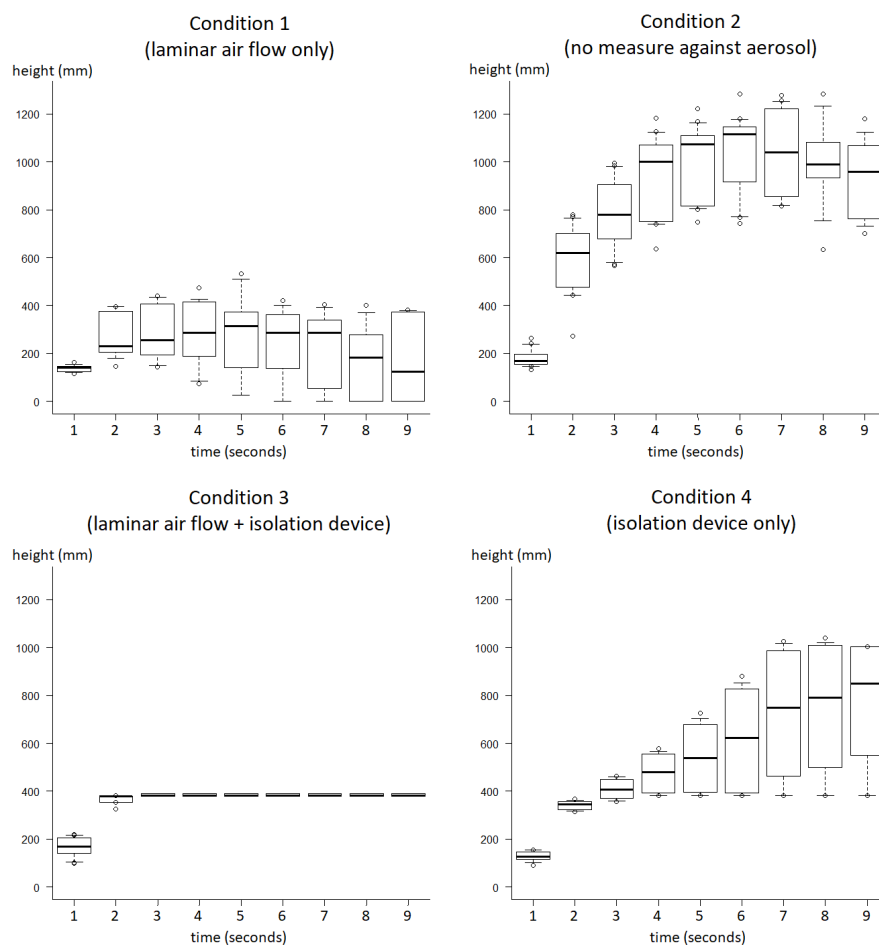 Condition 1
(laminar air flow only)
height (mm)
1200
1000
800
600
400
200
0
1 2 3 4 5 6 7 8 9
time (seconds)
Condition 2
(no measure against aerosol)
height (mm)
1200
1000
800
600
400
200
0
1 2 3 4 5 6 7 8 9
time (seconds)
Condition 3
(laminar air flow + isolation device)
height (mm)
1200
1000
800
600
400
200
0
1 2 3 4 5 6 7 8 9
time (seconds)
Condition 4
(isolation device only)
height (mm)
1200
1000
800
600
400
200
0
1 2 3 4 5 6 7 8 9
time (seconds)